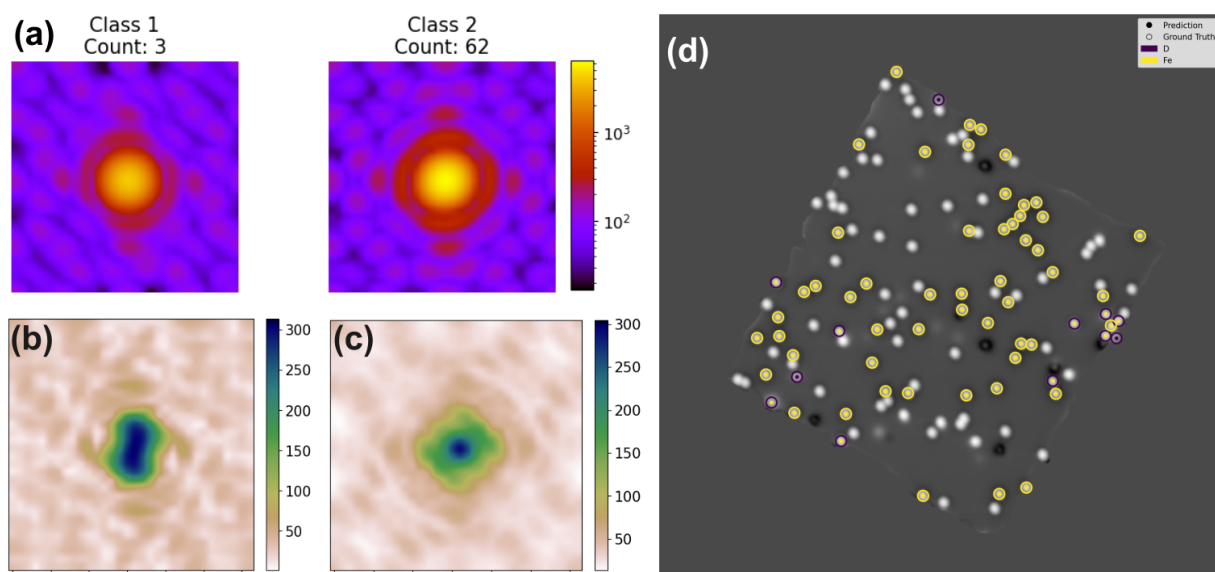 (a)
Class 1
Count: 3
Class 2
Count: 62
10³
10²
(b)
300
250
200
150
100
50
(c)
300
250
200
150
100
50
(d)
Prediction
Ground Truth
D
Fe